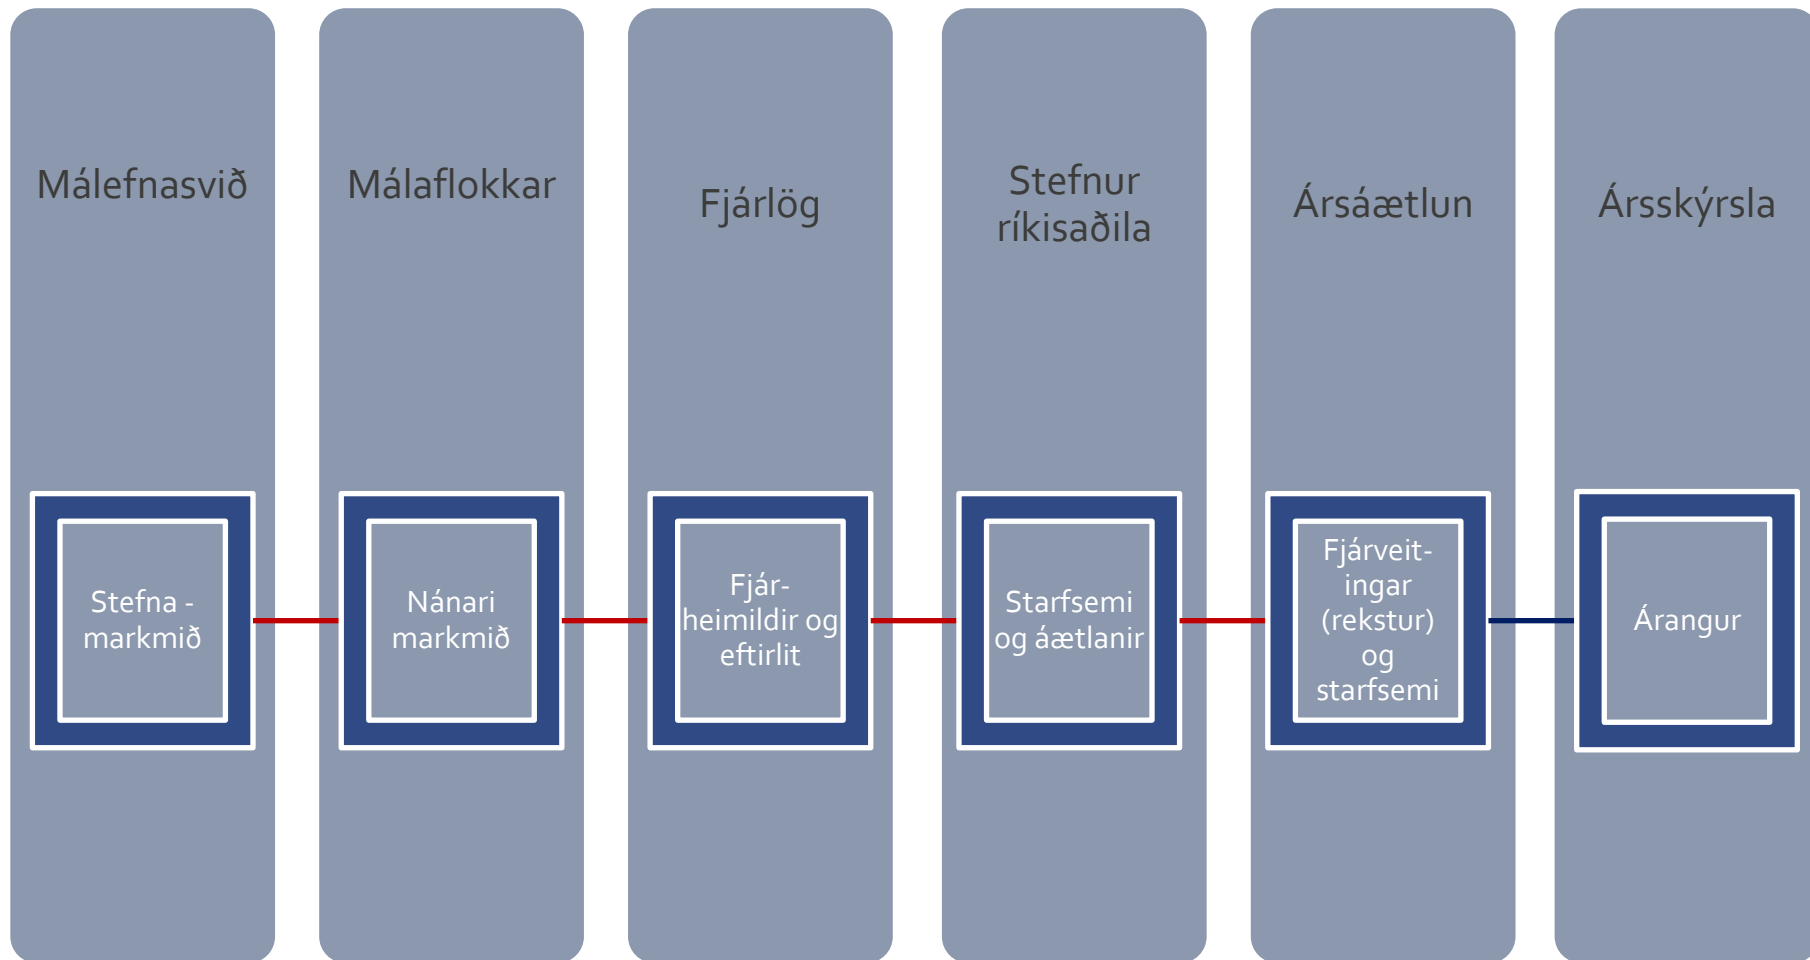 Málefnasvið
Málaflokkar
Fjárlög
Stefnur
ríkisaðila
Ársáætlun
Ársskýrsla
Stefna -
markmið
Nánari
markmið
Fjár-
heimildir og
eftirlit
Starfsemi
og áætlanir
Fjárveit-
ingar
(rekstur)
og
starfsemi
Árangur